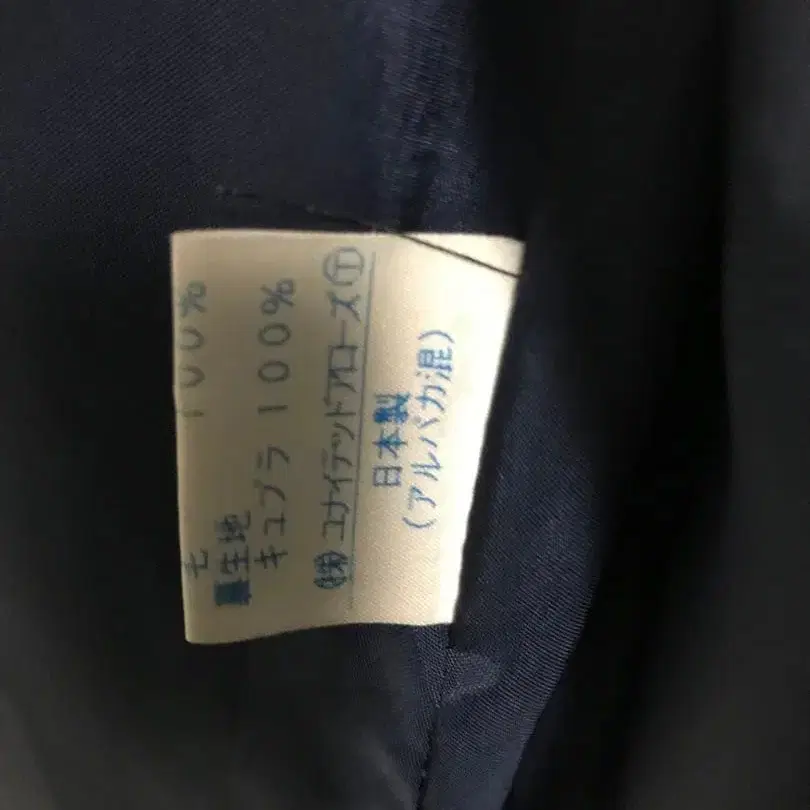 毛 100%
裏生地
キュプラ 100%
(株)ユナイテッドアローズ Ⓣ
日本製
(アルパカ混)